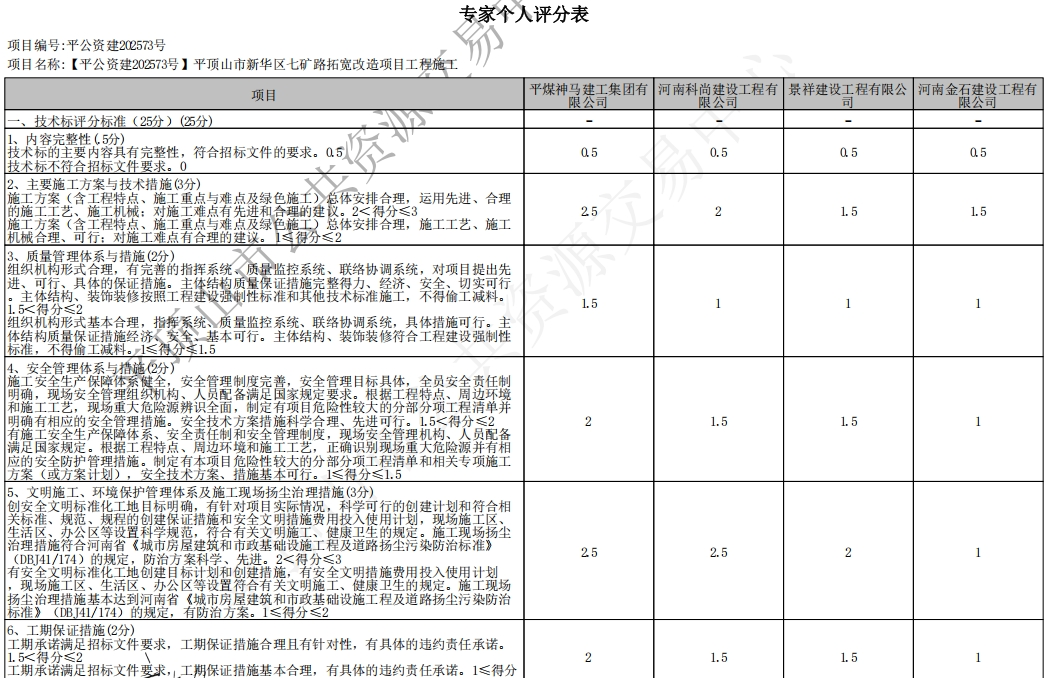 专家个人评分表
项目编号:平公资建202573号
项目名称:【平公资建202573号】平顶山市新华区七矿路拓宽改造项目工程施工
项目
平煤神马建工集团有
限公司
河南科尚建设工程有
限公司
景祥建设工程有限公
司
河南金石建设工程有
限公司
一、技术标评分标准（25分）(25分)
-
-
-
-
1、内容完整性(.5分)
技术标的主要内容具有完整性，符合招标文件的要求。0.5
技术标不符合招标文件要求。0
0.5
0.5
0.5
0.5
2、主要施工方案与技术措施(3分)
施工方案（含工程特点、施工重点与难点及绿色施工）总体安排合理，运用先进、合理
的施工工艺、施工机械；对施工难点有先进和合理的建议。2＜得分≤3
施工方案（含工程特点、施工重点与难点及绿色施工）总体安排合理，施工工艺、施工
机械合理、可行；对施工难点有合理的建议。1≤得分≤2
2.5
2
1.5
1.5
3、质量管理体系与措施(2分)
组织机构形式合理，有完善的指挥系统、质量监控系统、联络协调系统，对项目提出先
进、可行、具体的保证措施。主体结构质量保证措施完整得力、经济、安全、切实可行
。主体结构、装饰装修按照工程建设强制性标准和其他技术标准施工，不得偷工减料。
1.5＜得分≤2
组织机构形式基本合理，指挥系统、质量监控系统、联络协调系统，具体措施可行。主
体结构质量保证措施经济、安全、基本可行。主体结构、装饰装修符合工程建设强制性
标准，不得偷工减料。1≤得分≤1.5
1.5
1
1
1
4、安全管理体系与措施(2分)
施工安全生产保障体系健全，安全管理制度完善，安全管理目标具体，全员安全责任制
明确，现场安全管理组织机构、人员配备满足国家规定要求。根据工程特点、周边环境
和施工工艺，现场重大危险源辨识全面，制定有项目危险性较大的分部分项工程清单并
明确有相应的安全管理措施。安全技术方案措施科学合理、先进可行。1.5＜得分≤2
有施工安全生产保障体系、安全责任制和安全管理制度，现场安全管理机构、人员配备
满足国家规定。根据工程特点、周边环境和施工工艺，正确识别现场重大危险源并有相
应的安全防护管理措施。制定有本项目危险性较大的分部分项工程清单和相关专项施工
方案（或方案计划），安全技术方案、措施基本可行。1≤得分≤1.5
2
1.5
1.5
1
5、文明施工、环境保护管理体系及施工现场扬尘治理措施(3分)
创安全文明标准化工地目标明确，有针对项目实际情况，科学可行的创建计划和符合相
关标准、规范、规程的创建保证措施和安全文明措施费用投入使用计划，现场施工区、
生活区、办公区等设置科学规范，符合有关文明施工、健康卫生的规定。施工现场扬尘
治理措施符合河南省《城市房屋建筑和市政基础设施工程及道路扬尘污染防治标准》
（DBJ41/174）的规定，防治方案科学、先进。2＜得分≤3
有安全文明标准化工地创建目标计划和创建措施，有安全文明措施费用投入使用计划
，现场施工区、生活区、办公区等设置符合有关文明施工、健康卫生的规定。施工现场
扬尘治理措施基本达到河南省《城市房屋建筑和市政基础设施工程及道路扬尘污染防治
标准》（DBJ41/174）的规定，有防治方案。1≤得分≤2
2.5
2.5
2
1
6、工期保证措施(2分)
工期承诺满足招标文件要求，工期保证措施合理且有针对性，有具体的违约责任承诺。
1.5＜得分≤2
工期承诺满足招标文件要求，工期保证措施基本合理，有具体的违约责任承诺。1≤得分
2
1.5
1.5
1
平顶山市公共资源交易中
共资源交易中心